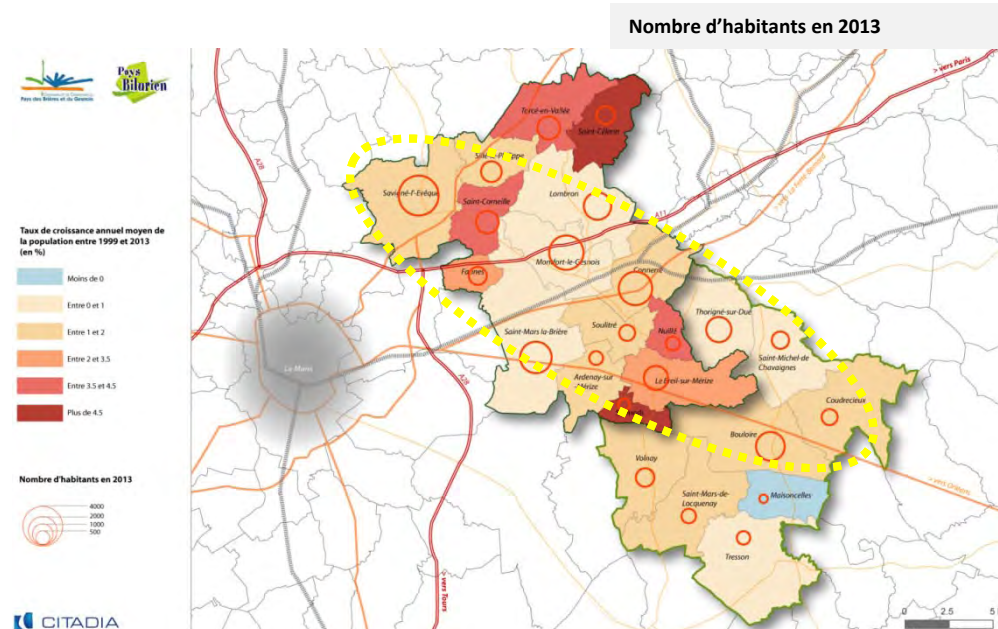 Nombre d’habitants en 2013
Pays des Brières et du Gesnois
Pays
Bilurien
> vers Paris
A28
Torcé-en-Vallée
Saint-Célerin
Savigné-l'Evêque
Lombron
> vers La Ferté-Bernard
Saint-Corneille
A11
Taux de croissance annuel moyen de
la population entre 1999 et 2013
(en %)
Moins de 0
Entre 0 et 1
Entre 1 et 2
Entre 2 et 3.5
Entre 3.5 et 4.5
Plus de 4.5
Montfort-le-Gesnois
Connerré
Fatines
Thorigné-sur-Dué
Soulitré
Nuillé
Saint-Michel de
Chavaignes
Saint-Mars la-Brière
Le Mans
Ardenay-sur
Mérize
Le Breil-sur-Mérize
A28
Coudrecieux
Bouloire
Volnay
> vers Orléans
Maisoncelles
Saint-Mars-de-
Locquenay
Tresson
> vers Tours
Nombre d'habitants en 2013
4000
2000
1000
500
CITADIA
0
2.5
5